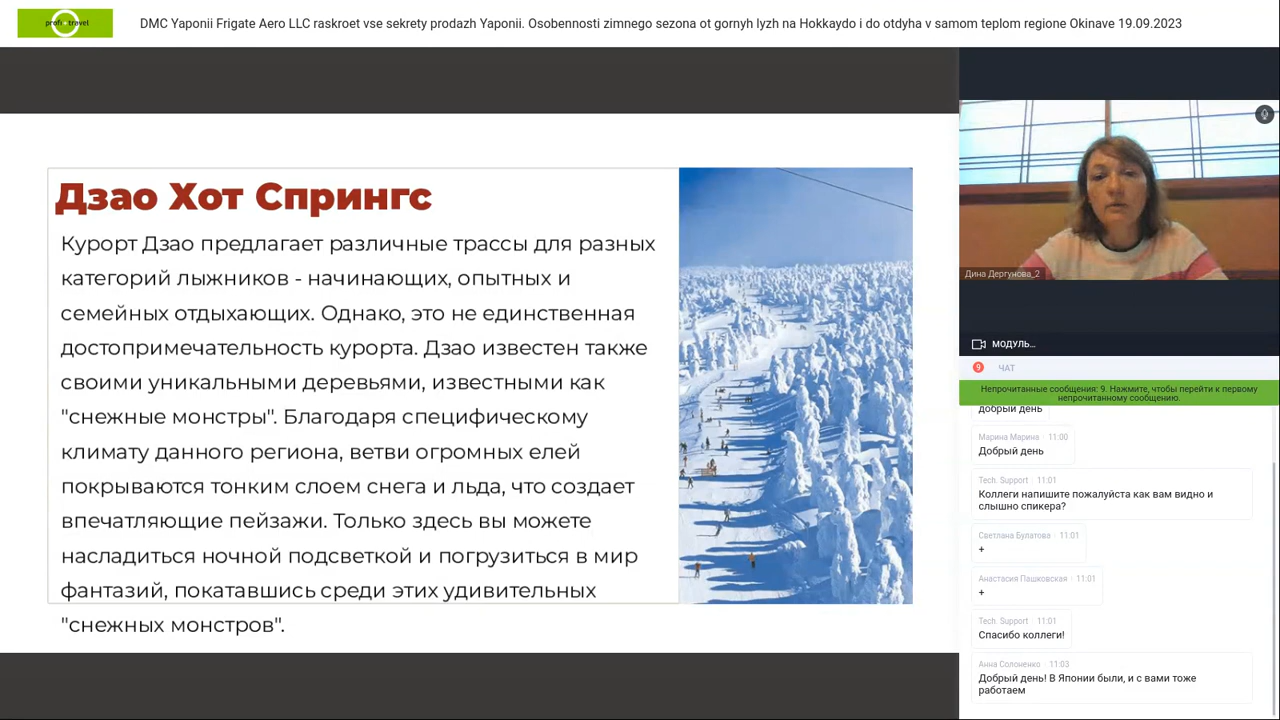 profi travel
DMC Yaponii Frigate Aero LLC raskroet vse sekrety prodazh Yaponii. Osobennosti zimnego sezona ot gornyh lyzh na Hokkaydo i do otdyha v samom teplom regione Okinave 19.09.2023
Дзао Хот Спрингс
Курорт Дзао предлагает различные трассы для разных
категорий лыжников - начинающих, опытных и
семейных отдыхающих. Однако, это не единственная
достопримечательность курорта. Дзао известен также
своими уникальными деревьями, известными как
"снежные монстры". Благодаря специфическому
климату данного региона, ветви огромных елей
покрываются тонким слоем снега и льда, что создает
впечатляющие пейзажи. Только здесь вы можете
насладиться ночной подсветкой и погрузиться в мир
фантазий, покатавшись среди этих удивительных
"снежных монстров".
Дина Дергунова_2
МОДУЛЬ...
9
ЧАТ
Непрочитанные сообщения: 9. Нажмите, чтобы перейти к первому
непрочитанному сообщению.
добрый день
Марина Марина · 11:00
Добрый день
Tech. Support · 11:01
Коллеги напишите пожалуйста как вам видно и
слышно спикера?
Светлана Булатова · 11:01
+
Анастасия Пашковская · 11:01
+
Tech. Support · 11:01
Спасибо коллеги!
Анна Солоненко · 11:03
Добрый день! В Японии были, и с вами тоже
работаем